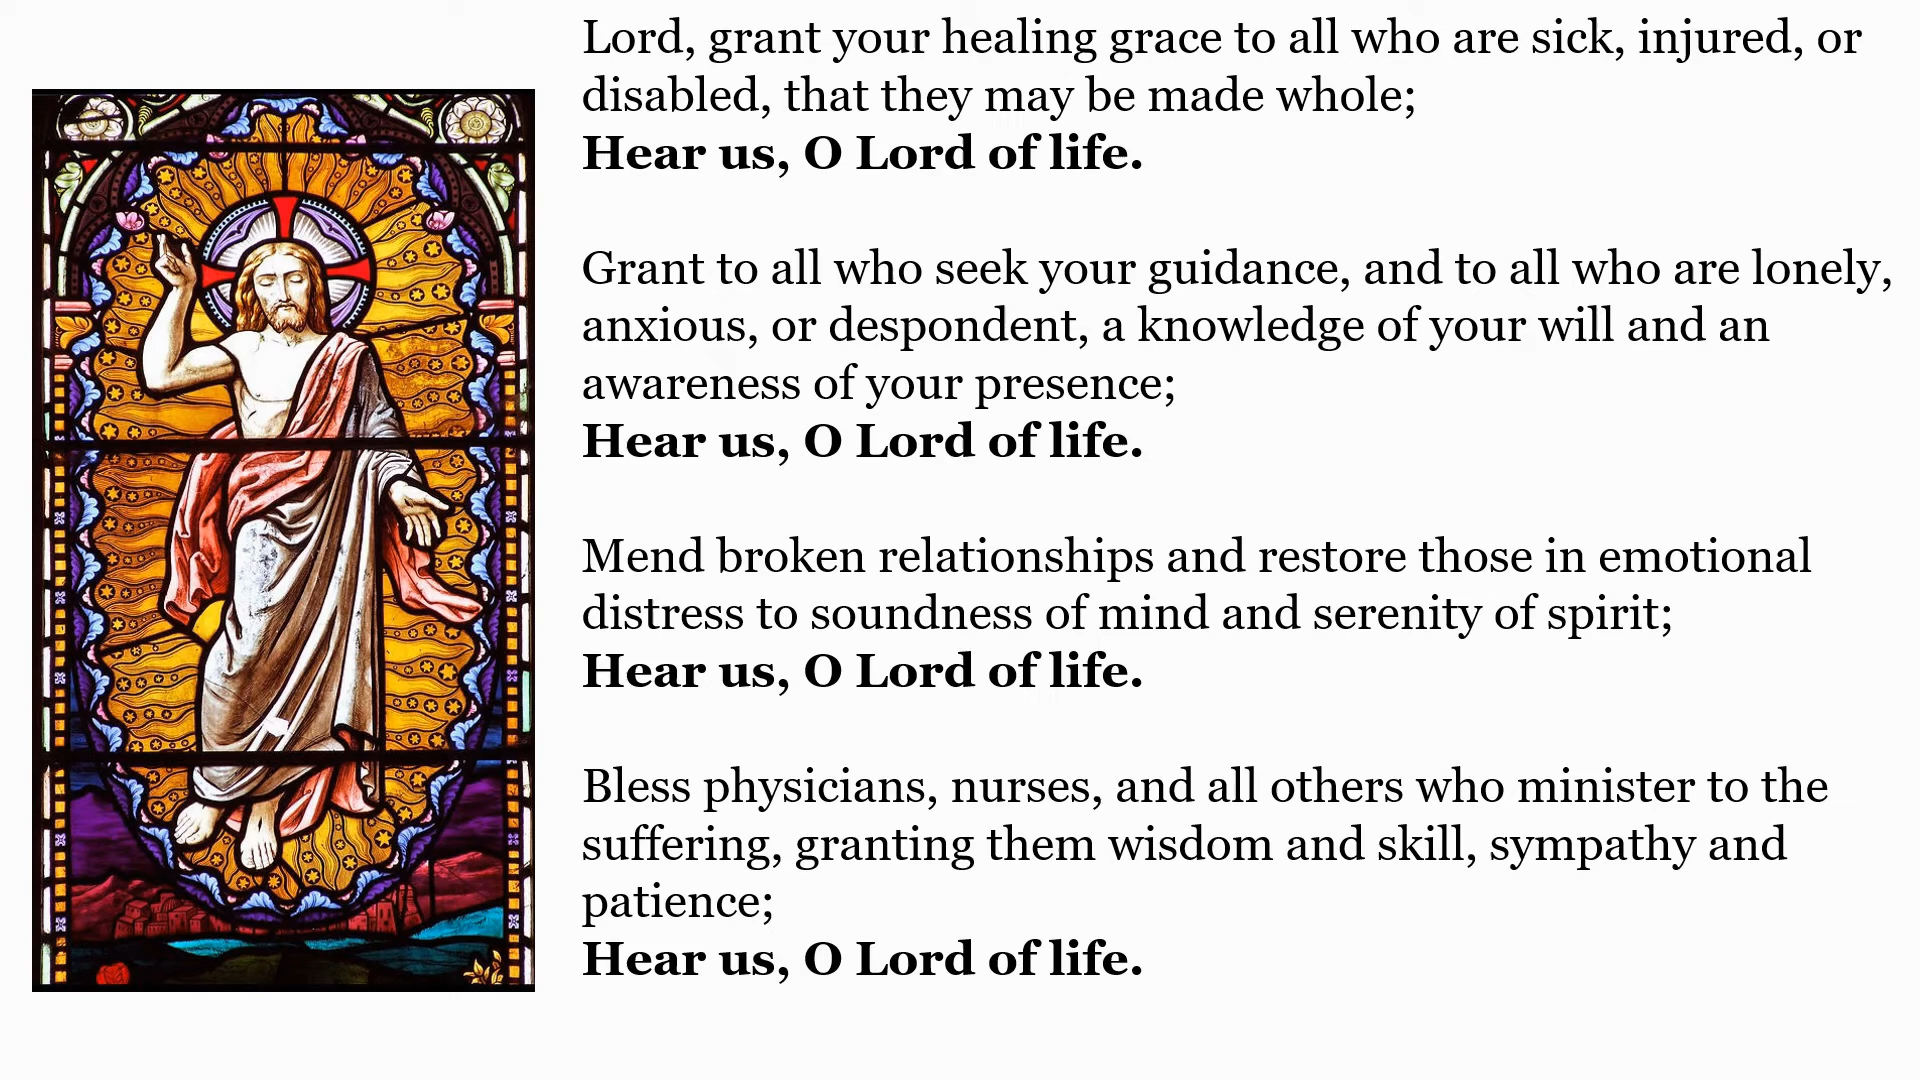 Lord, grant your healing grace to all who are sick, injured, or
disabled, that they may be made whole;
Hear us, O Lord of life.
Grant to all who seek your guidance, and to all who are lonely,
anxious, or despondent, a knowledge of your will and an
awareness of your presence;
Hear us, O Lord of life.
Mend broken relationships and restore those in emotional
distress to soundness of mind and serenity of spirit;
Hear us, O Lord of life.
Bless physicians, nurses, and all others who minister to the
suffering, granting them wisdom and skill, sympathy and
patience;
Hear us, O Lord of life.